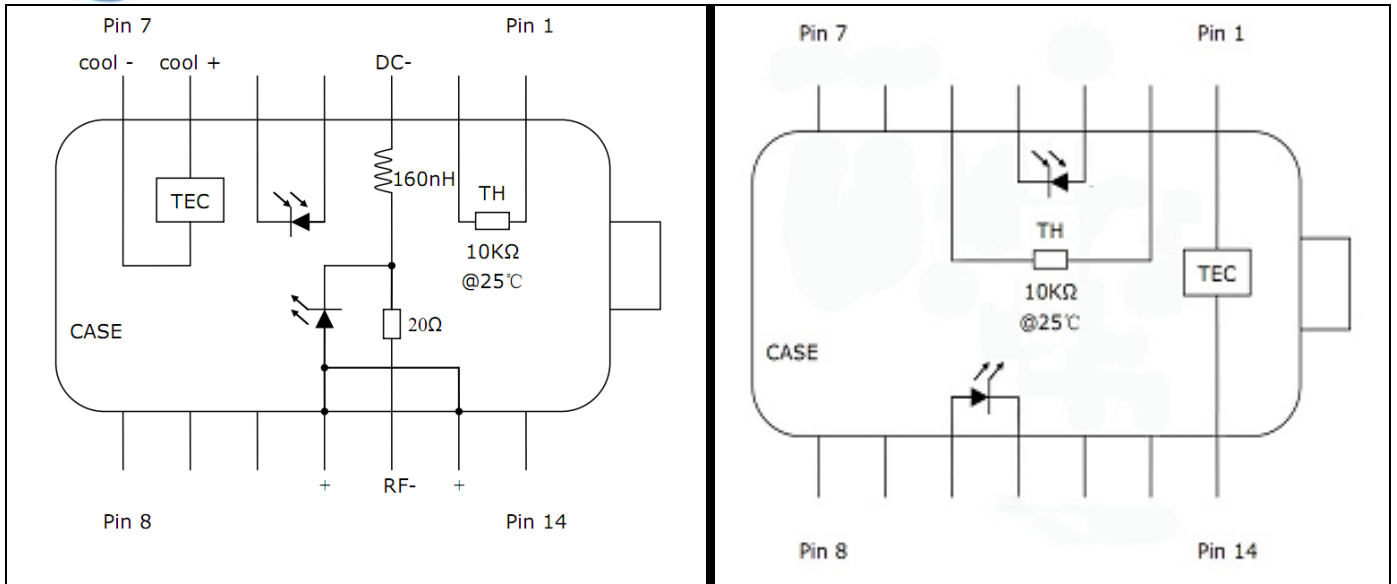 Pin 7
Pin 1
cool -
cool +
DC-
160nH
TEC
TH
10KΩ
@25℃
20Ω
CASE
+
RF-
+
Pin 8
Pin 14
Pin 7
Pin 1
TH
TEC
10KΩ
@25℃
CASE
Pin 8
Pin 14